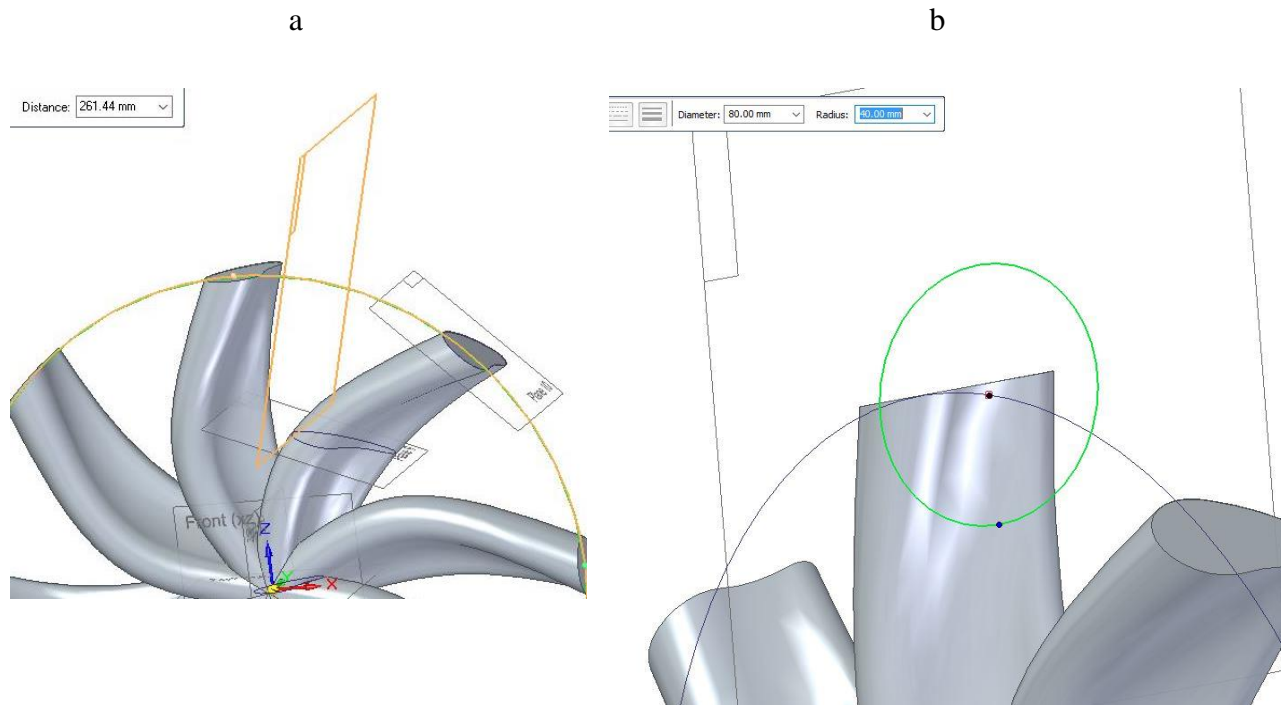 a
b
Distance: 261.44 mm
Diameter: 80.00 mm Radius: 40.00 mm
Front (xz)
Z
Y
X